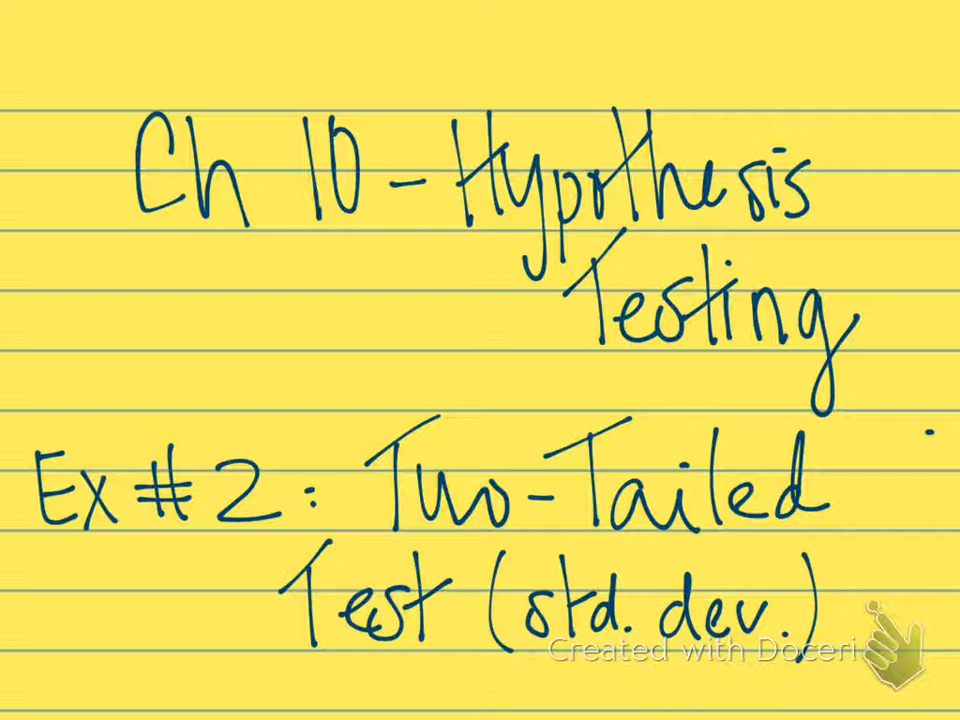 Ch 10 - Hypothesis
Testing
Ex #2: Two-Tailed
Test (std. dev.)
Created with Doceri